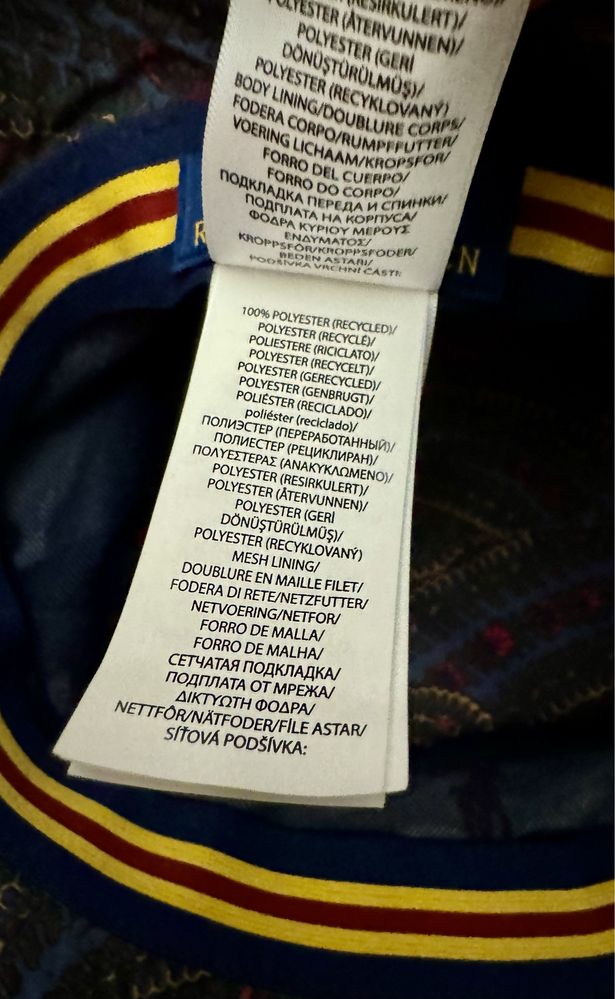 (RESIRKULERT)/
POLYESTER (ÅTERVUNNEN)/
POLYESTER (GERİ
DÖNÜŞTÜRÜLMÜŞ)/
POLYESTER (RECYKLOVANÝ)
BODY LINING/DOUBLURE CORPS/
FODERA CORPO/RUMPFFUTTER/
VOERING LICHAAM/KROPSFOR/
FORRO DEL CUERPO/
FORRO DO CORPO/
ПОДКЛАДКА ПЕРЕДА И СПИНКИ/
ПОДПЛАТА НА КОРПУСА/
ΦΟΔΡΑ ΚΥΡΙΟΥ ΜΕΡΟΥΣ
ΕΝΔΥΜΑΤΟΣ/
KROPPSFÔR/KROPPSFODER/
BEDEN ASTARI/
PODŠÍVKA VRCHNÍ ČÁSTI:
100% POLYESTER (RECYCLED)/
POLYESTER (RECYCLÉ)/
POLIESTERE (RICICLATO)/
POLYESTER (RECYCELT)/
POLYESTER (GERECYCLED)/
POLYESTER (GENBRUGT)/
POLIÉSTER (RECICLADO)/
poliéster (reciclado)/
ПОЛИЭСТЕР (ПЕРЕРАБОТАННЫЙ)/
ПОЛИЕСТЕР (РЕЦИКЛИРАН)/
ΠΟΛΥΕΣΤΕΡΑΣ (ΑΝΑΚΥΚΛΩΜΕΝΟ)/
POLYESTER (RESIRKULERT)/
POLYESTER (ÅTERVUNNEN)/
POLYESTER (GERİ
DÖNÜŞTÜRÜLMÜŞ)/
POLYESTER (RECYKLOVANÝ)
MESH LINING/
DOUBLURE EN MAILLE FILET/
FODERA DI RETE/NETZFUTTER/
NETVOERING/NETFOR/
FORRO DE MALLA/
FORRO DE MALHA/
СЕТЧАТАЯ ПОДКЛАДКА/
ПОДПЛАТА ОТ МРЕЖА/
ΔΙΚΤΥΩΤΗ ΦΟΔΡΑ/
NETTFÔR/NÄTFODER/FİLE ASTAR/
SÍŤOVÁ PODŠÍVKA: